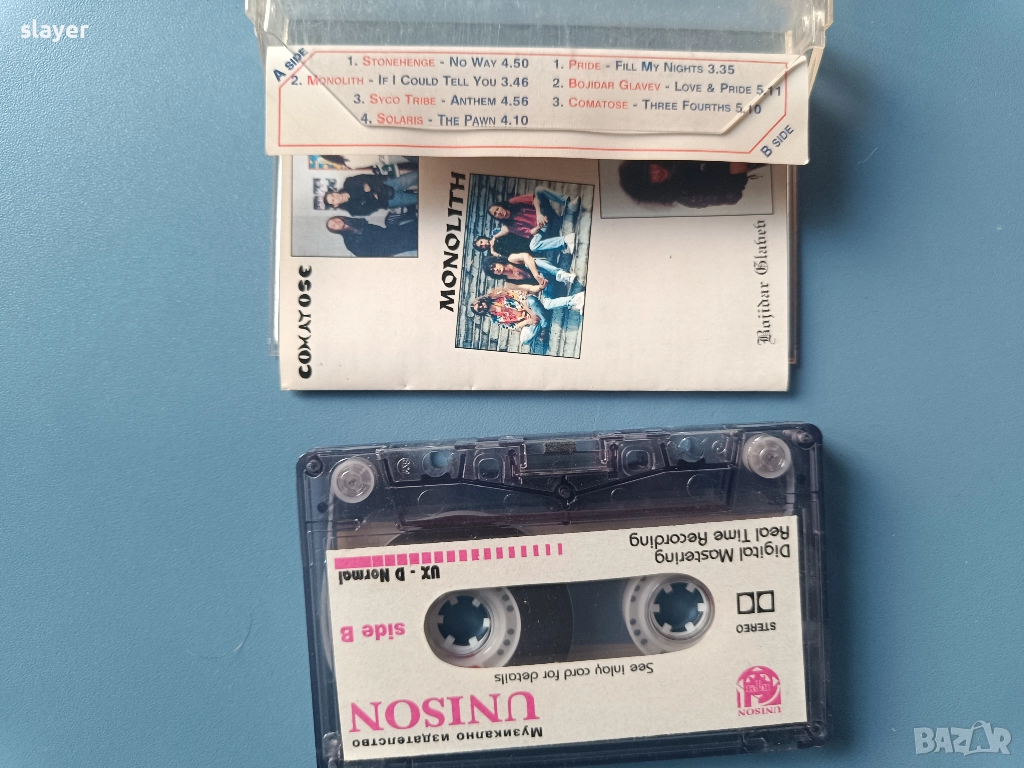 slayer
A SIDE
1. STONEHENGE - NO WAY 4.50
2. MONOLITH - IF I COULD TELL YOU 3.46
3. SYCO TRIBE - ANTHEM 4.56
4. SOLARIS - THE PAWN 4.10
1. PRIDE - FILL MY NIGHTS 3.35
2. BOJIDAR GLAVEV - LOVE & PRIDE 5.11
3. COMATOSE - THREE FOURTHS 5.10
B SIDE
COMATOSE
MONOLITH
Bojidar Glavev
Digital Mastering
Real Time Recording
UX - D Normal
side B
STEREO
See inlay card for details
UNISON
UNISON
Музикално издателство
BAZAR